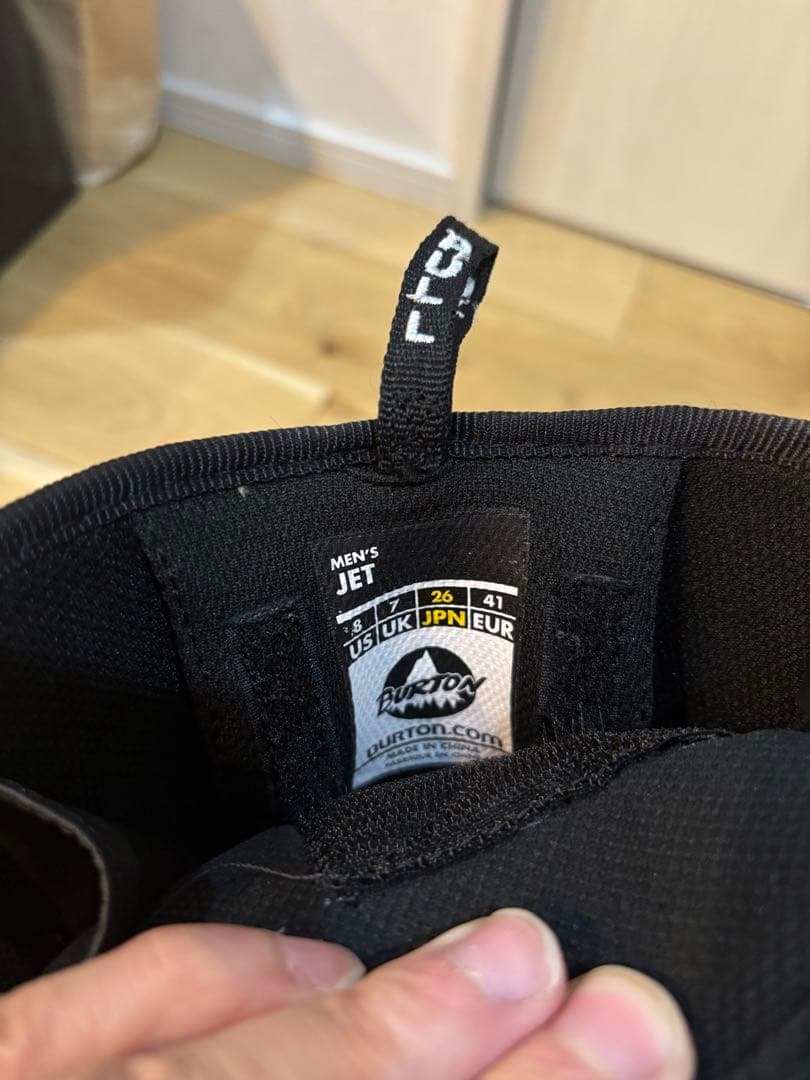 MEN'S
JET
8 7 26 41
US UK JPN EUR
BURTON
BURTON.COM
MADE IN CHINA